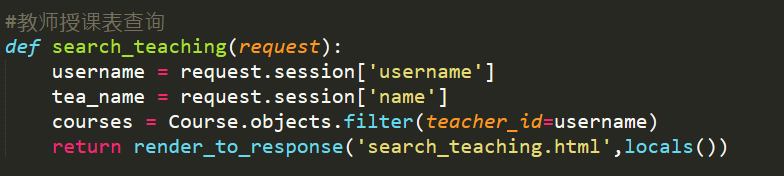 #教师授课表查询
def search_teaching(request):
    username = request.session['username']
    tea_name = request.session['name']
    courses = Course.objects.filter(teacher_id=username)
    return render_to_response('search_teaching.html',locals())